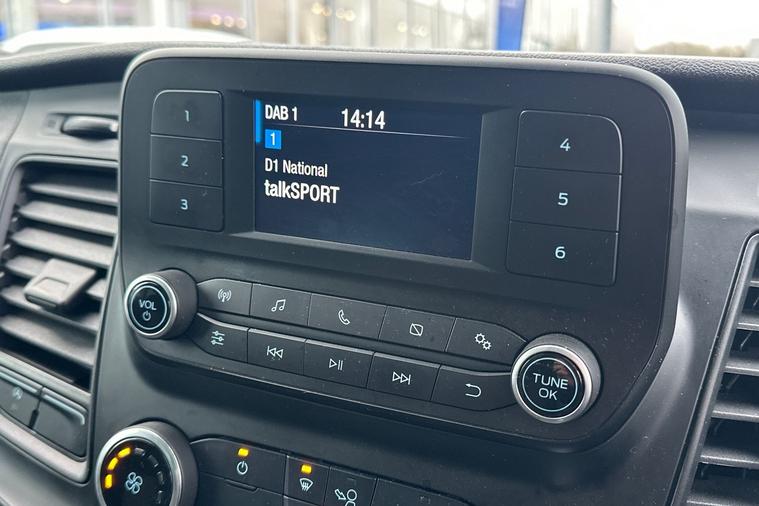 1
2
3
DAB 1 14:14
1
D1 National
talkSPORT
4
5
6
VOL
TUNE
OK